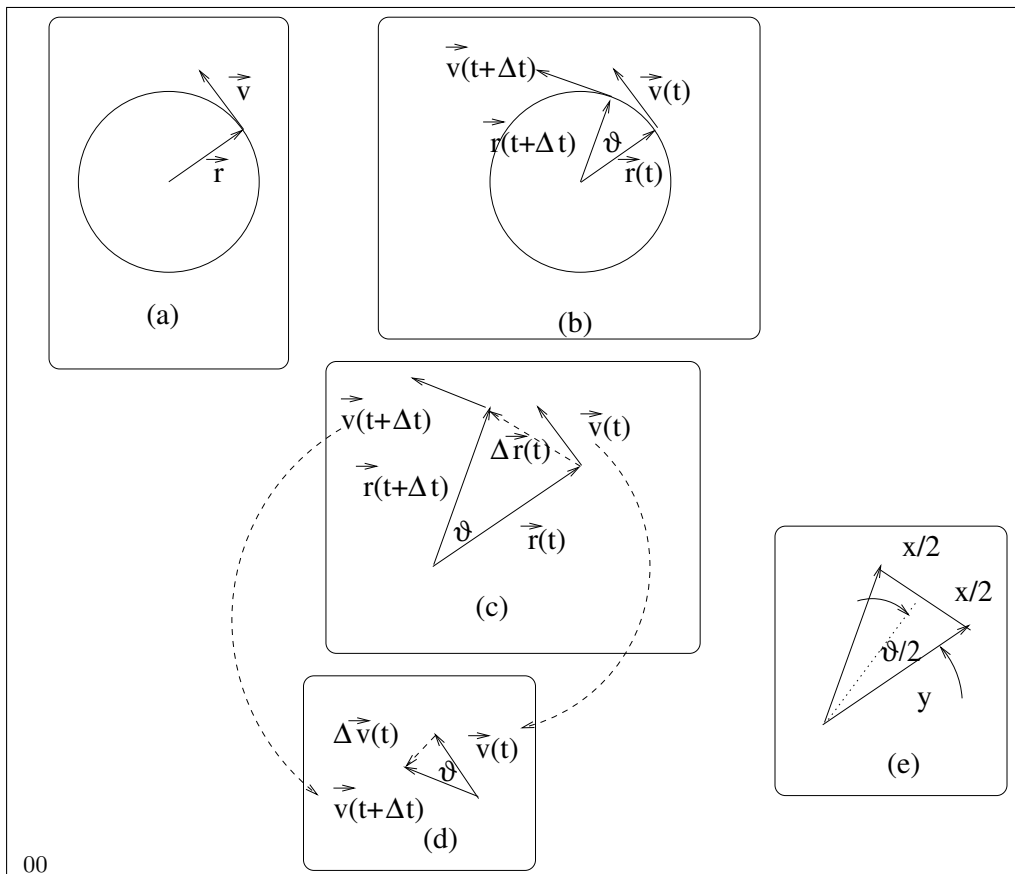 v⃗
r⃗
(a)
v⃗(t+Δt)
v⃗(t)
r⃗(t+Δt)
ϑ
r⃗(t)
(b)
v⃗(t+Δt)
v⃗(t)
Δr⃗(t)
r⃗(t+Δt)
ϑ
r⃗(t)
(c)
x/2
x/2
ϑ/2
y
(e)
Δv⃗(t)
v⃗(t)
ϑ
v⃗(t+Δt)
(d)
00